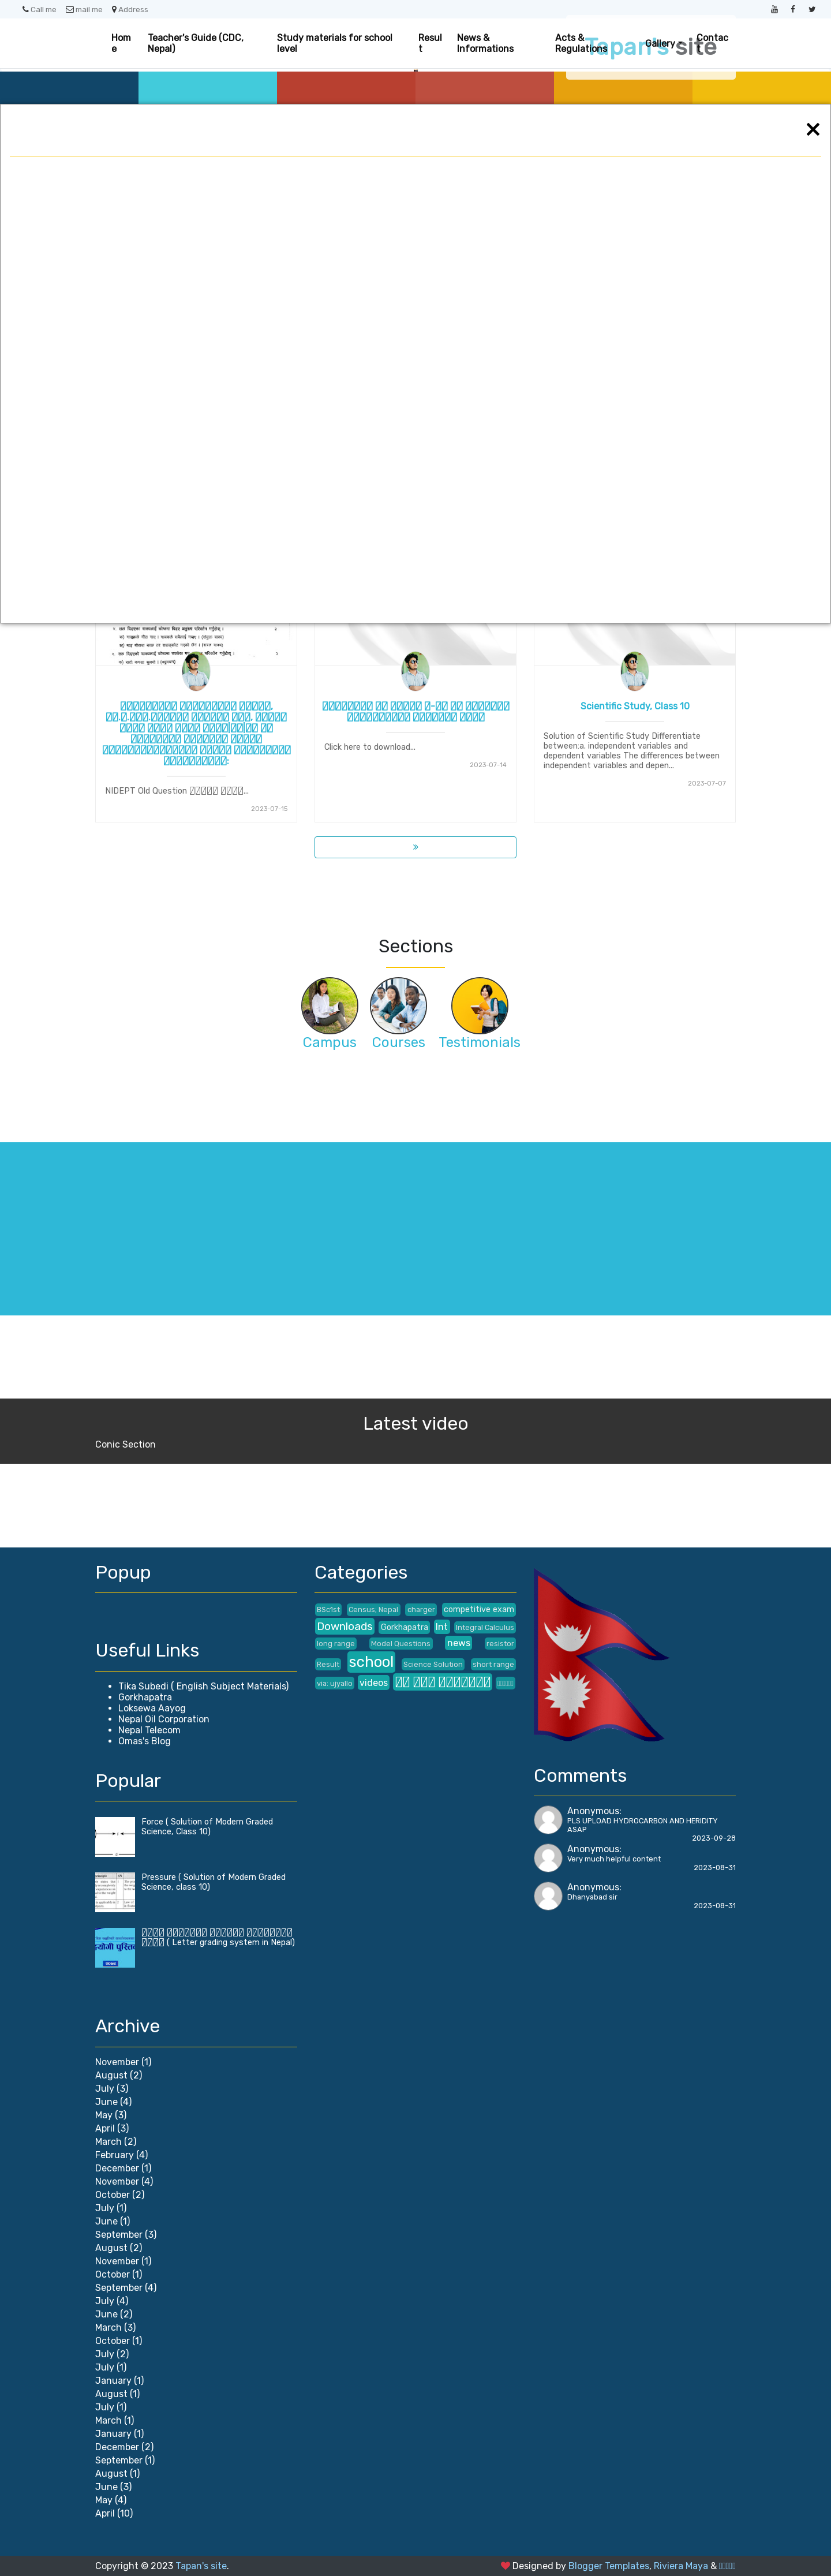 Call me mail me Address
Tapan's site
Home
Teacher's Guide (CDC, Nepal)
Study materials for school level
Result
News & Informations
Acts & Regulations
Gallery
Contac
×
Scientific Study, Class 10
NIDEPT Old Question
2023-07-15
Click here to download...
2023-07-14
Solution of Scientific Study Differentiate
between:a. independent variables and
dependent variables The differences between
independent variables and depen...
2023-07-07
»
Sections
Campus Courses Testimonials
Latest video
Conic Section
Popup
Useful Links
Tika Subedi ( English Subject Materials)
Gorkhapatra
Loksewa Aayog
Nepal Oil Corporation
Nepal Telecom
Omas's Blog
Popular
Force ( Solution of Modern Graded
Science, Class 10)
Pressure ( Solution of Modern Graded
Science, class 10)
( Letter grading system in Nepal)
Archive
November (1)
August (2)
July (3)
June (4)
May (3)
April (3)
March (2)
February (4)
December (1)
November (4)
October (2)
July (1)
June (1)
September (3)
August (2)
November (1)
October (1)
September (4)
July (4)
June (2)
March (3)
October (1)
July (2)
July (1)
January (1)
August (1)
July (1)
March (1)
January (1)
December (2)
September (1)
August (1)
June (3)
May (4)
April (10)
Categories
BSc1st Census; Nepal charger competitive exam
Downloads Gorkhapatra Int Integral Calculus
long range Model Questions news resistor
Result school Science Solution short range
via: ujyallo videos
Comments
Anonymous:
PLS UPLOAD HYDROCARBON AND HERIDITY
ASAP
2023-09-28
Anonymous:
Very much helpful content
2023-08-31
Anonymous:
Dhanyabad sir
2023-08-31
Copyright © 2023 Tapan's site.
Designed by Blogger Templates, Riviera Maya &